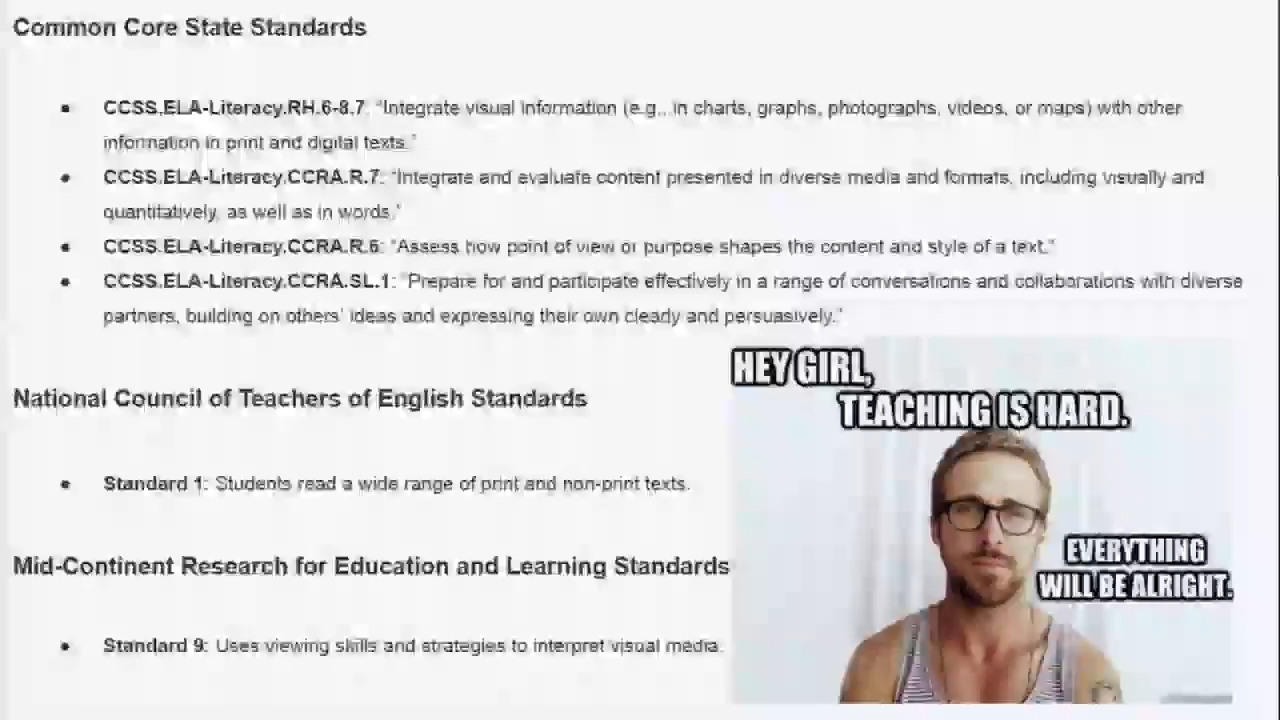 Common Core State Standards
CCSS.ELA-Literacy.RH.6-8.7: "Integrate visual information (e.g., in charts, graphs, photographs, videos, or maps) with other
information in print and digital texts."
CCSS.ELA-Literacy.CCRA.R.7: "Integrate and evaluate content presented in diverse media and formats, including visually and
quantitatively, as well as in words."
CCSS.ELA-Literacy.CCRA.R.6: "Assess how point of view or purpose shapes the content and style of a text."
CCSS.ELA-Literacy.CCRA.SL.1: "Prepare for and participate effectively in a range of conversations and collaborations with diverse
partners, building on others' ideas and expressing their own clearly and persuasively."
HEY GIRL,
TEACHING IS HARD.
National Council of Teachers of English Standards
Standard 1: Students read a wide range of print and non-print texts.
EVERYTHING
WILL BE ALRIGHT.
Mid-Continent Research for Education and Learning Standards
Standard 9: Uses viewing skills and strategies to interpret visual media.